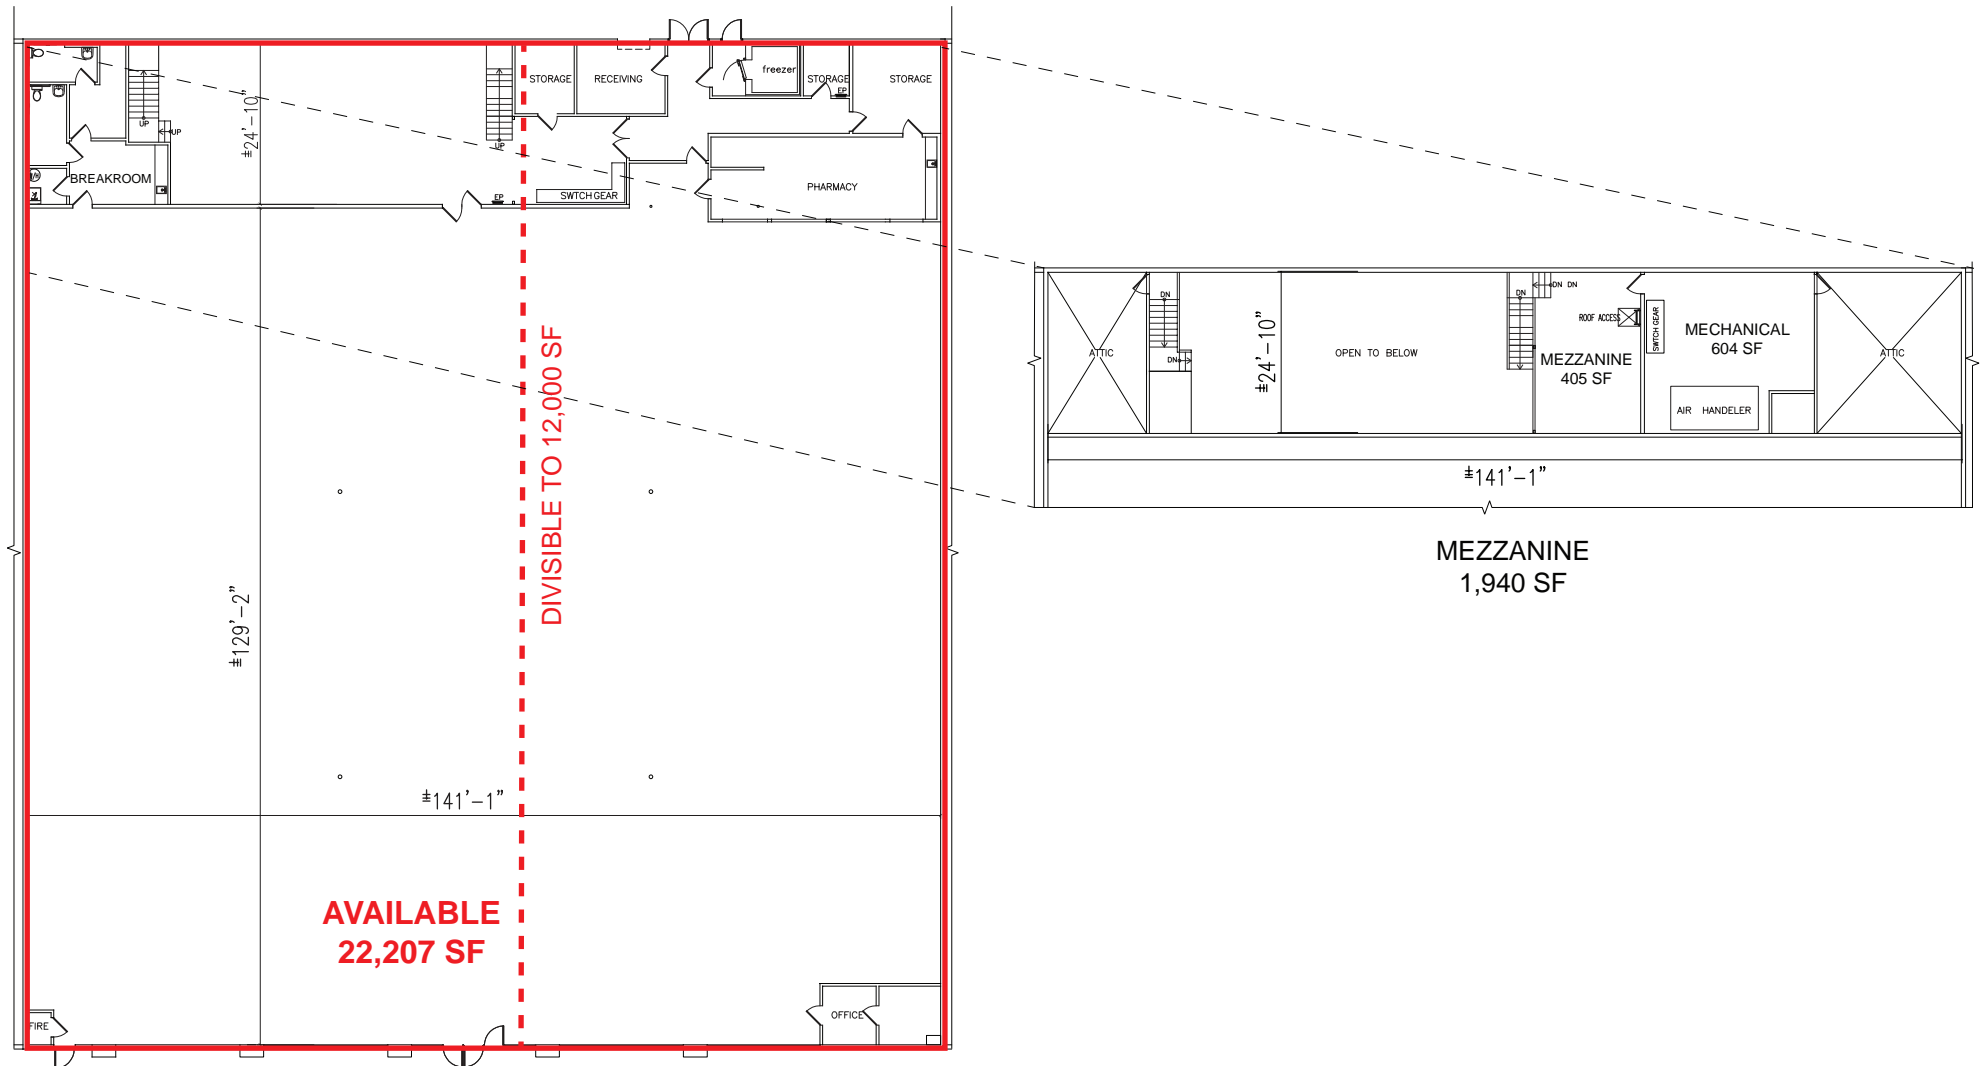 STORAGE
RECEIVING
freezer
STORAGE
STORAGE
EP
UP
UP
±24'-10"
UP
BREAKROOM
EP
SWTCH GEAR
PHARMACY
DIVISIBLE TO 12,000 SF
±129'-2"
±141'-1"
AVAILABLE
22,207 SF
FIRE
OFFICE
DN
DN
DN DN
ROOF ACCESS
SWTCH GEAR
MECHANICAL
604 SF
ATTIC
DN
±24'-10"
OPEN TO BELOW
MEZZANINE
405 SF
ATTIC
AIR HANDELER
±141'-1"
MEZZANINE
1,940 SF